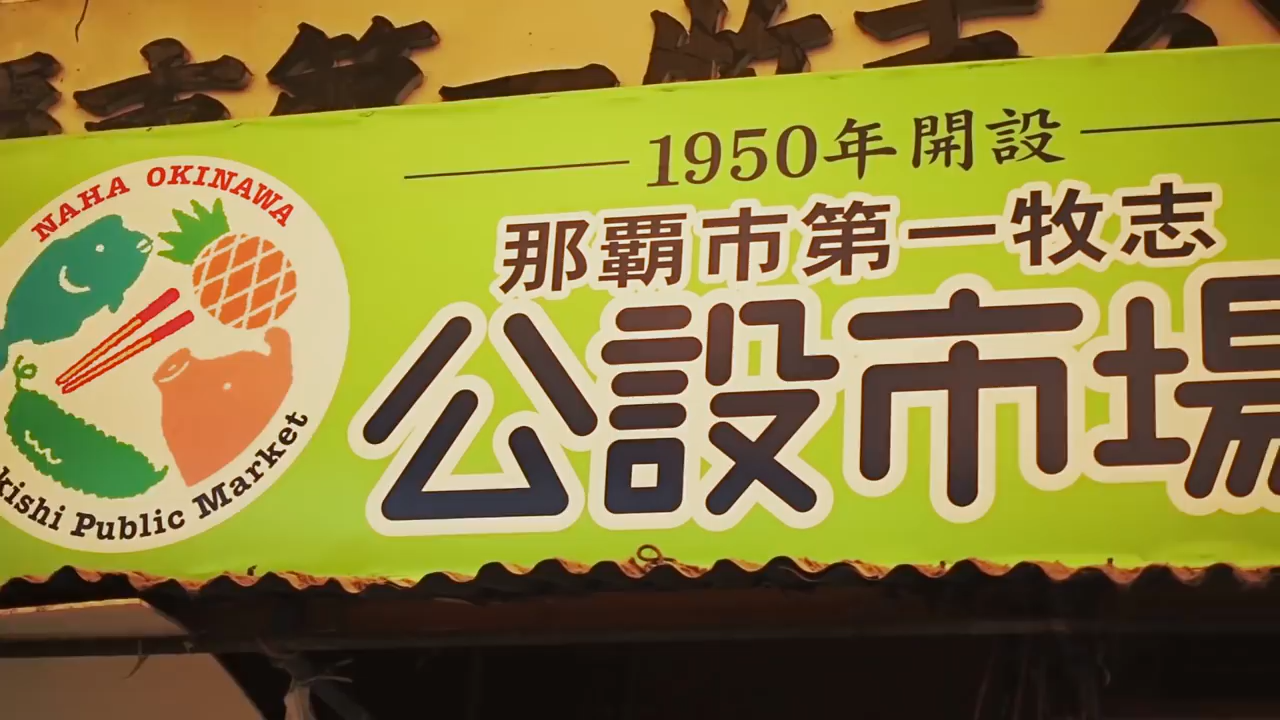 市第一牧志公
1950年開設
那覇市第一牧志
公設市場
NAHA OKINAWA
kishi Public Market